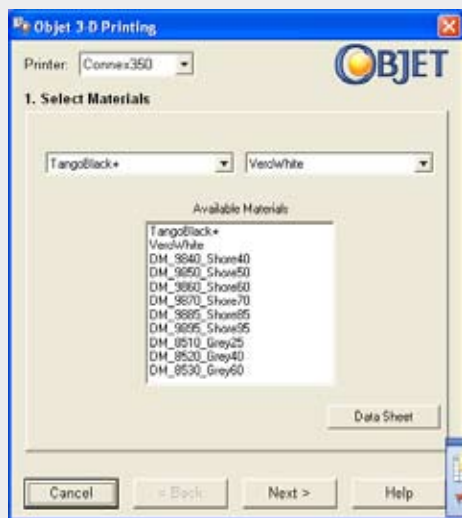 Objet 3-D Printing
Printer: Connex350
OBJET
1. Select Materials
TangoBlack+ VeroWhite
Available Materials
TangoBlack+
VeroWhite
DM_9840_Shore40
DM_9850_Shore50
DM_9860_Shore60
DM_9870_Shore70
DM_9885_Shore85
DM_9895_Shore95
DM_8510_Grey25
DM_8520_Grey40
DM_8530_Grey60
Data Sheet
Cancel < Back Next > Help